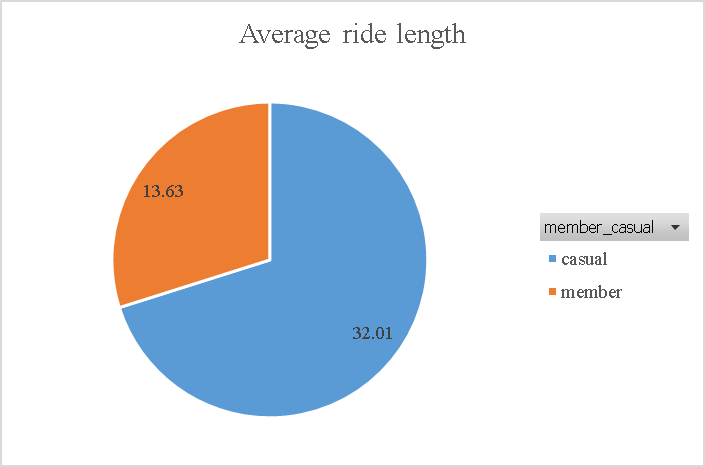 Average ride length
13.63
32.01
member_casual
casual
member